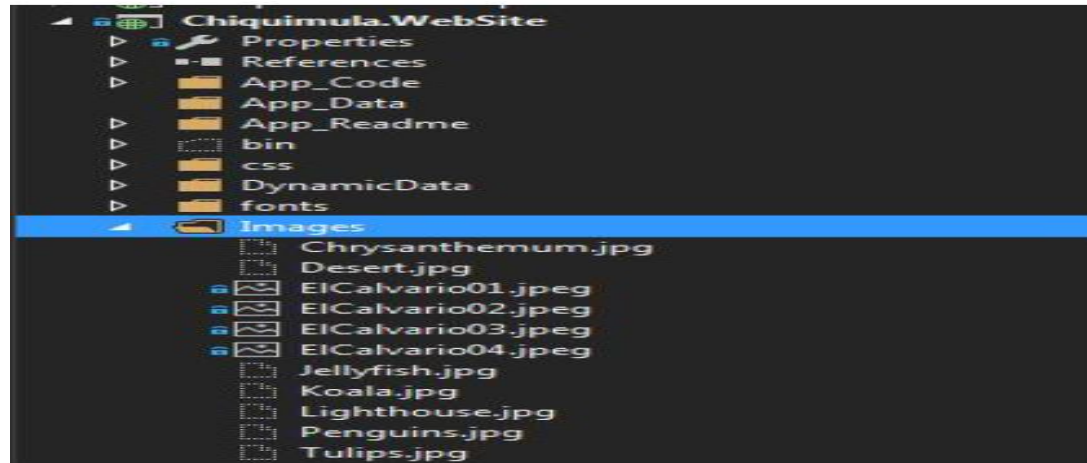 Chiquimula.WebSite
Properties
References
App_Code
App_Data
App_Readme
bin
css
DynamicData
fonts
Images
Chrysanthemum.jpg
Desert.jpg
ElCalvario01.jpeg
ElCalvario02.jpeg
ElCalvario03.jpeg
ElCalvario04.jpeg
Jellyfish.jpg
Koala.jpg
Lighthouse.jpg
Penguins.jpg
Tulips.jpg